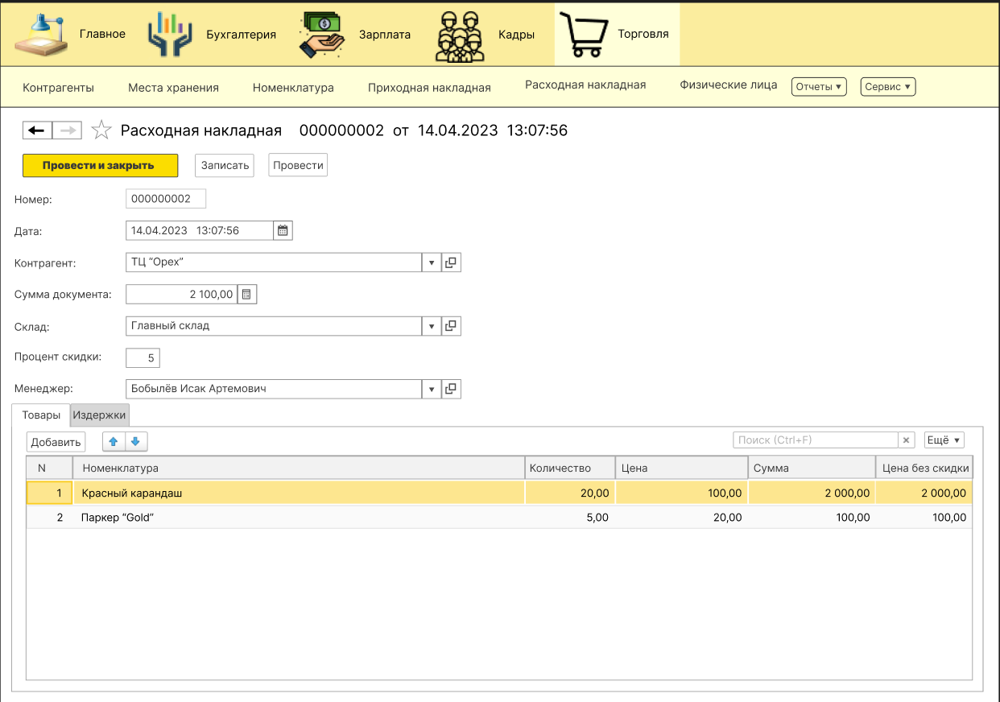 Главное Бухгалтерия Зарплата Кадры Торговля
Контрагенты Места хранения Номенклатура Приходная накладная Расходная накладная Физические лица Отчеты ▾ Сервис ▾
Расходная накладная 000000002 от 14.04.2023 13:07:56
Провести и закрыть Записать Провести
Номер: 000000002
Дата: 14.04.2023 13:07:56
Контрагент: ТЦ “Орех”
Сумма документа: 2 100,00
Склад: Главный склад
Процент скидки: 5
Менеджер: Бобылёв Исак Артемович
Товары Издержки
Добавить Поиск (Ctrl+F) × Ещё ▾
N Номенклатура Количество Цена Сумма Цена без скидки
1 Красный карандаш 20,00 100,00 2 000,00 2 000,00
2 Паркер “Gold” 5,00 20,00 100,00 100,00